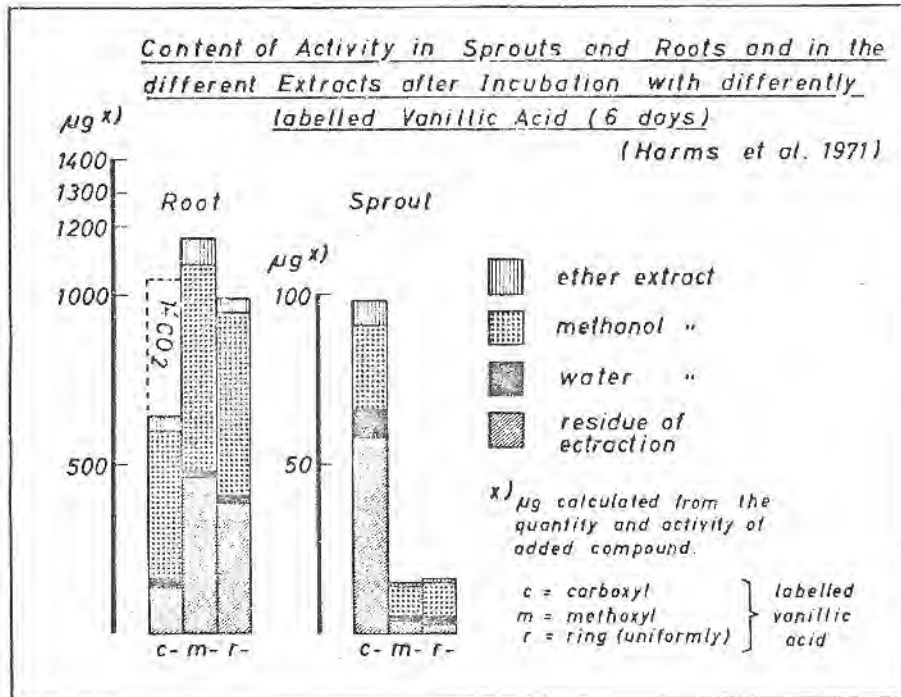 Content of Activity in Sprouts and Roots and in the
different Extracts after Incubation with differently
labelled Vanillic Acid (6 days)
(Harms et al. 1971)
µg x)
1400
1300
1200
1000
500
Root
14CO2
c- m- r-
Sprout
µg x)
100
50
c- m- r-
ether extract
methanol "
water "
residue of
ectraction
x) µg calculated from the
quantity and activity of
added compound.
c = carboxyl
m = methoxyl
r = ring (uniformly)
labelled
vanillic
acid